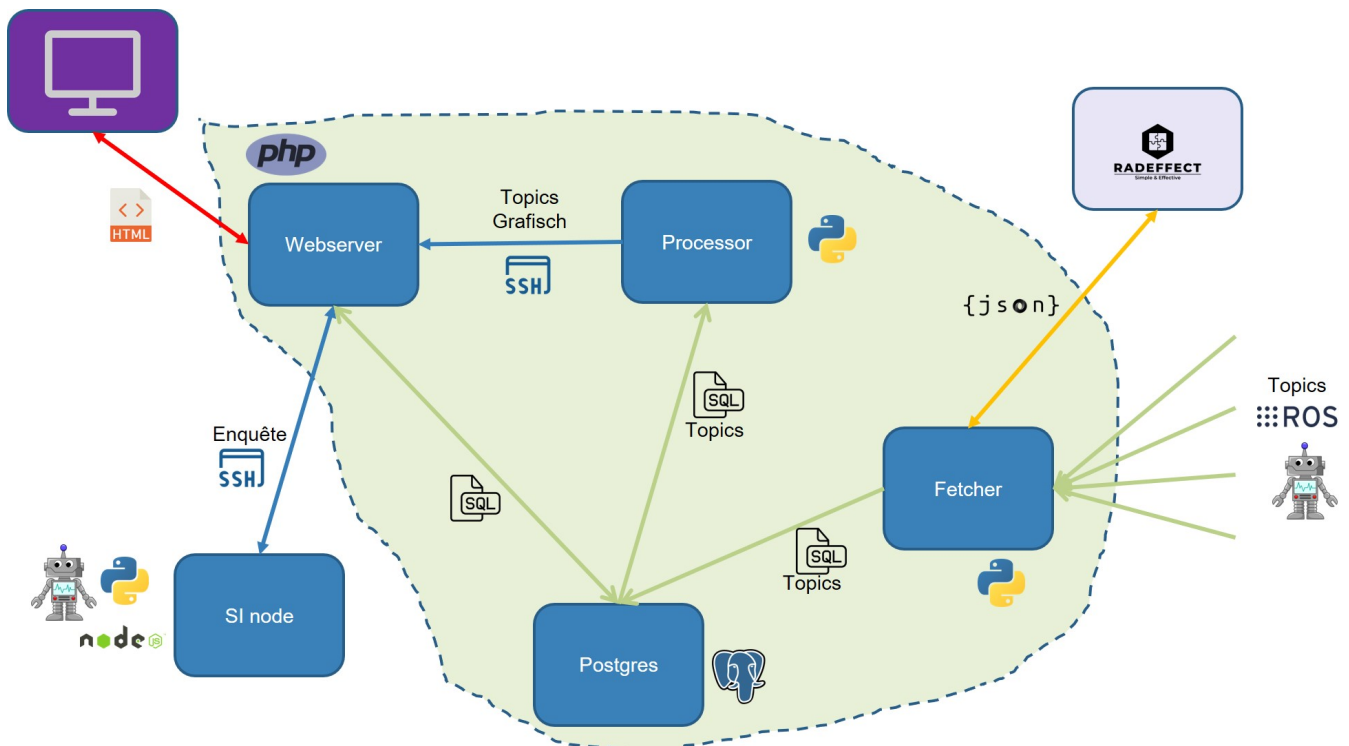 php
HTML
Webserver
Topics
Grafisch
SSH
Processor
RADEFFECT
Simple & Effective
{json}
Topics
ROS
SQL
Topics
Enquête
SSH
SQL
Fetcher
SQL
Topics
SI node
node
JS
Postgres